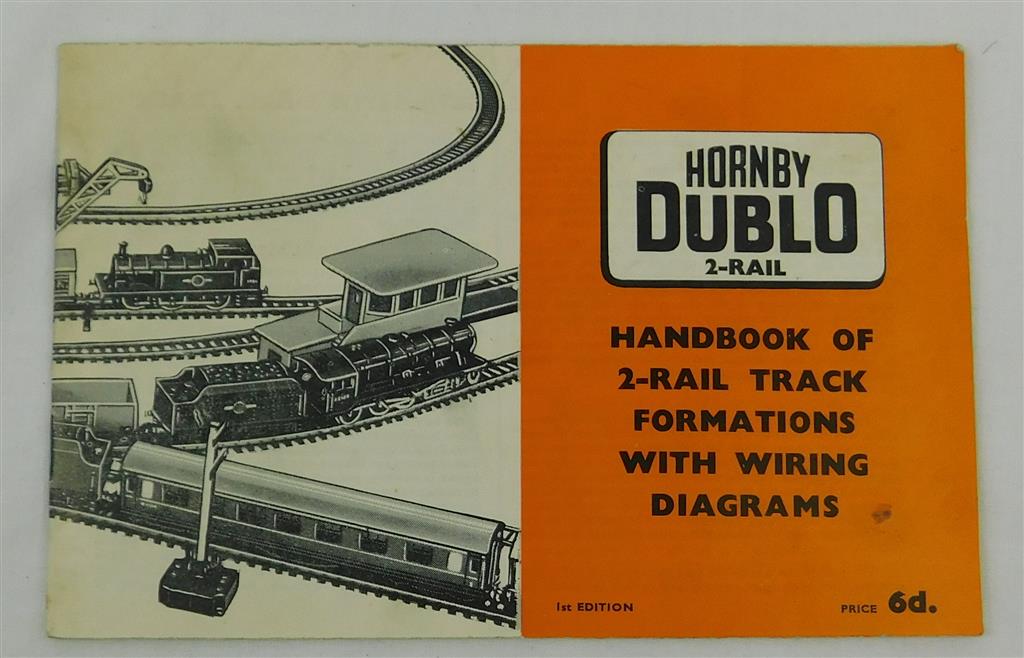 HORNBY
DUBLO
2-RAIL
HANDBOOK OF
2-RAIL TRACK
FORMATIONS
WITH WIRING
DIAGRAMS
1st EDITION
PRICE 6d.